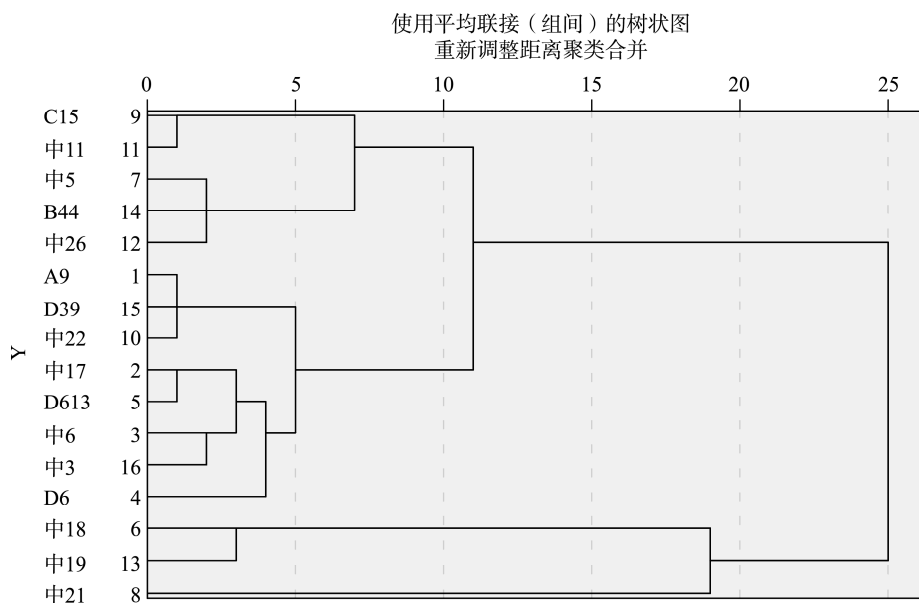 使用平均联接（组间）的树状图
重新调整距离聚类合并
0 5 10 15 20 25
C15 9
中11 11
中5 7
B44 14
中26 12
A9 1
D39 15
中22 10
中17 2
D613 5
中6 3
中3 16
D6 4
中18 6
中19 13
中21 8
Y